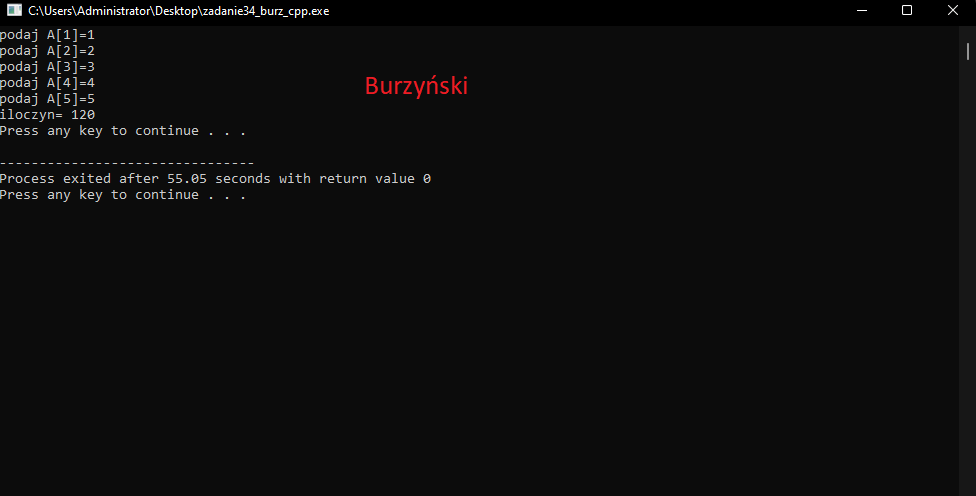 C:\Users\Administrator\Desktop\zadanie34_burz_cpp.exe
podaj A[1]=1
podaj A[2]=2
podaj A[3]=3
podaj A[4]=4
podaj A[5]=5
iloczyn= 120
Press any key to continue . . .
Burzyński
--------------------------------
Process exited after 55.05 seconds with return value 0
Press any key to continue . . .